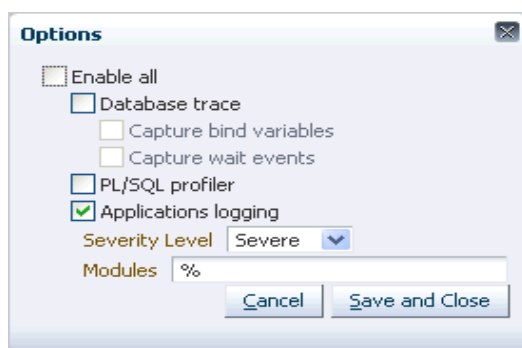 Options
Enable all
Database trace
Capture bind variables
Capture wait events
PL/SQL profiler
Applications logging
Severity Level Severe
Modules %
Cancel Save and Close